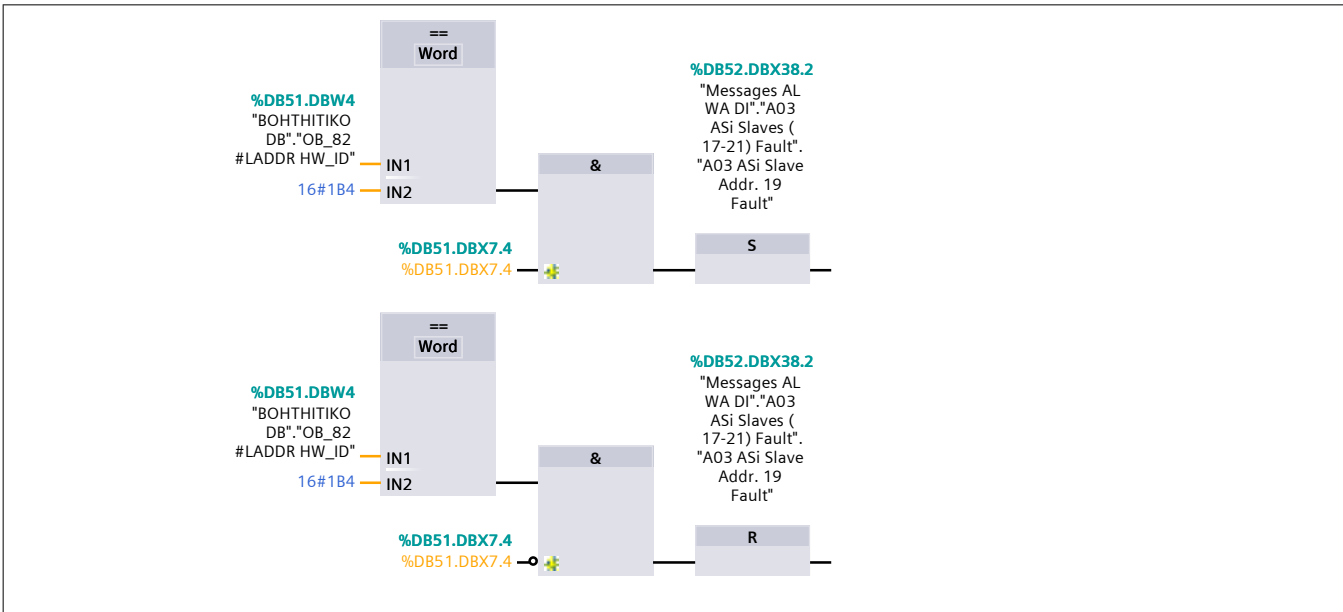 ==
Word
%DB51.DBW4
"BOHTHITIKO
DB"."OB_82
#LADDR HW_ID"
IN1
16#1B4
IN2
&
%DB51.DBX7.4
%DB51.DBX7.4
%DB52.DBX38.2
"Messages AL
WA DI"."A03
ASi Slaves (
17-21) Fault".
"A03 ASi Slave
Addr. 19
Fault"
S
==
Word
%DB51.DBW4
"BOHTHITIKO
DB"."OB_82
#LADDR HW_ID"
IN1
16#1B4
IN2
&
%DB51.DBX7.4
%DB51.DBX7.4
%DB52.DBX38.2
"Messages AL
WA DI"."A03
ASi Slaves (
17-21) Fault".
"A03 ASi Slave
Addr. 19
Fault"
R